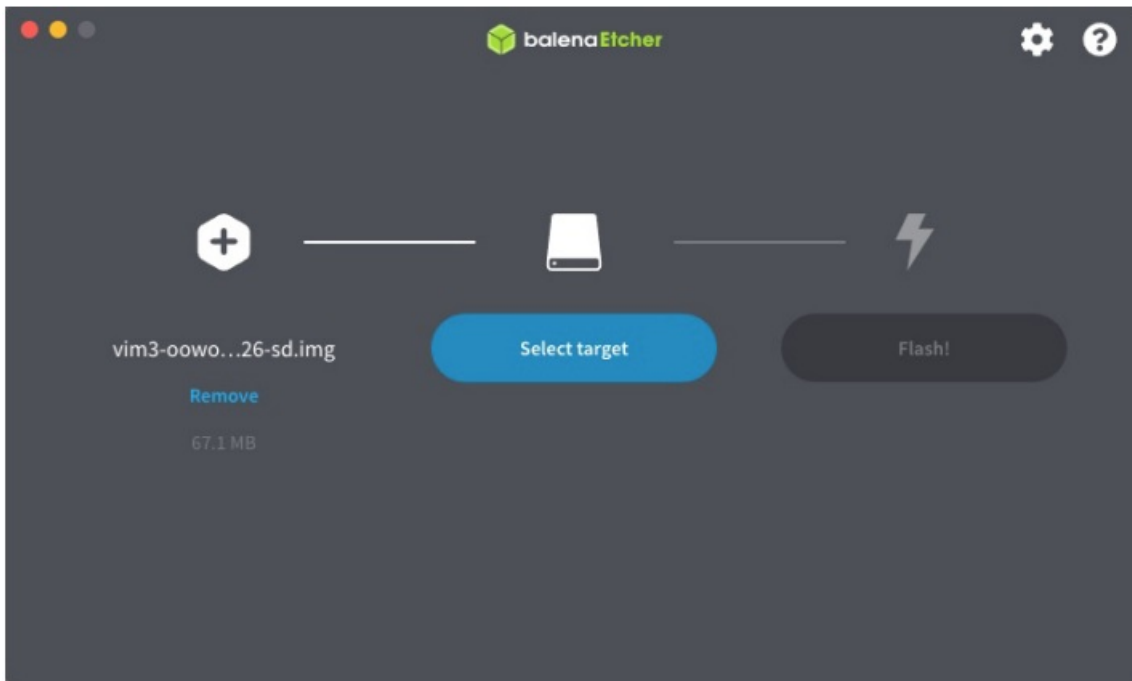 balenaEtcher
?
vim3-oowo...26-sd.img
Select target
Flash!
Remove
67.1 MB